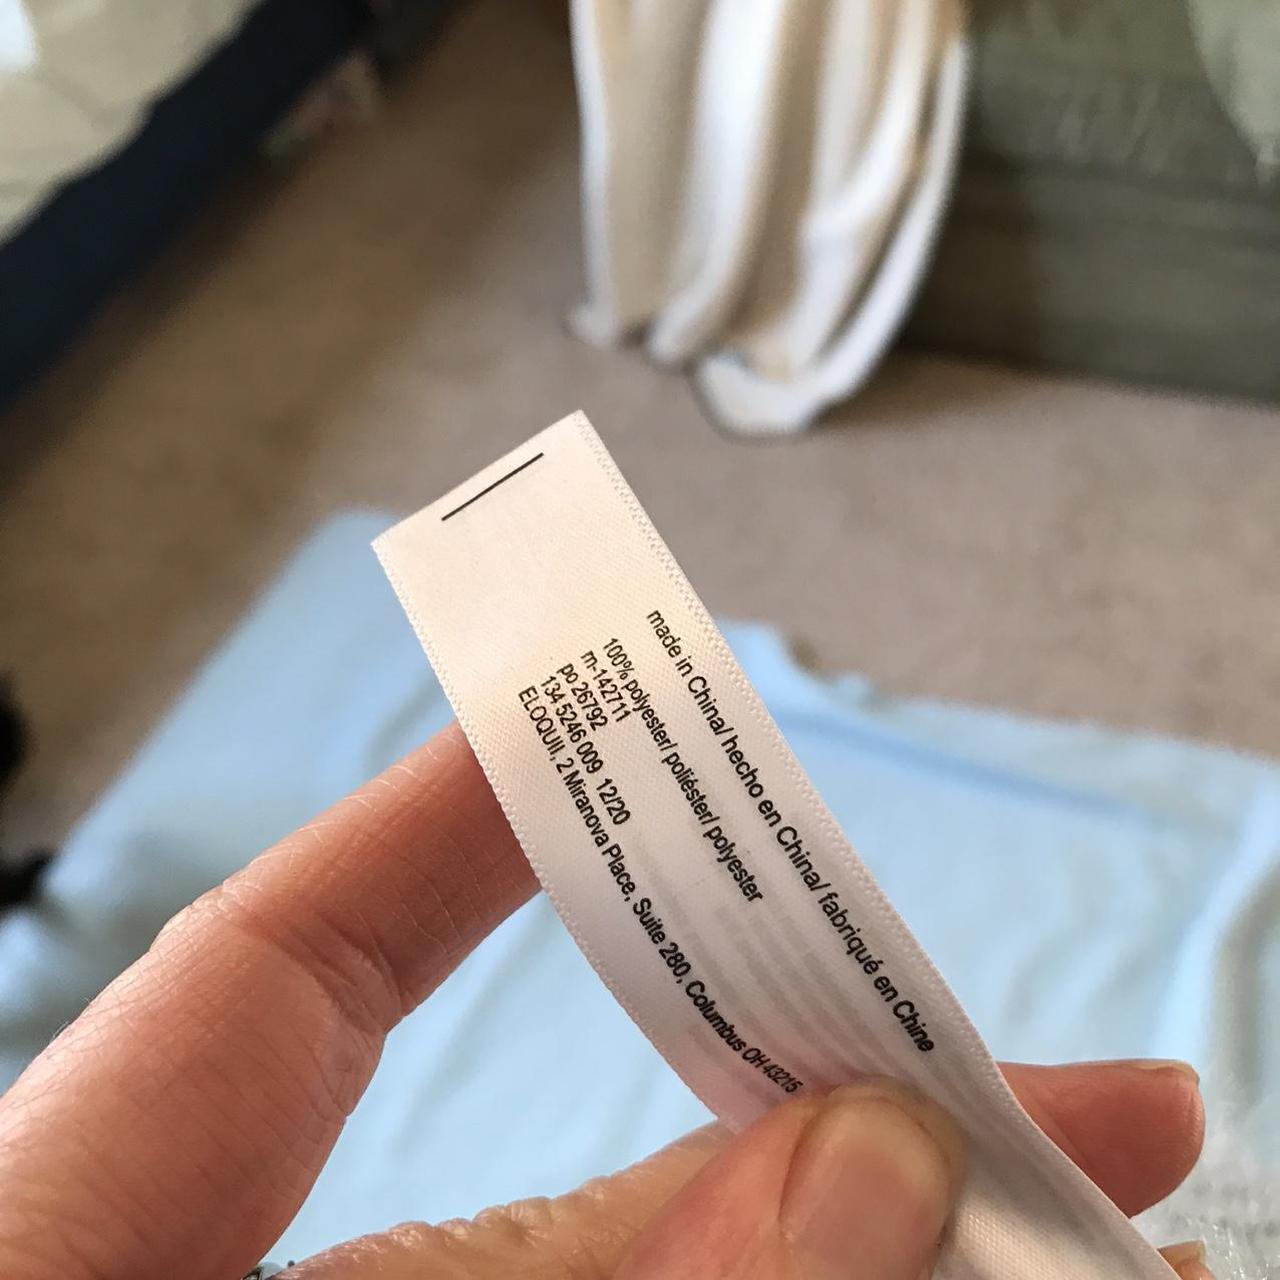 made in China/ hecho en China/ fabriqué en Chine
100% polyester/ poliéster/ polyester
rn-142711
po 26792
134 5246 009 12/20
ELOQUII, 2 Miranova Place, Suite 280, Columbus OH 43215